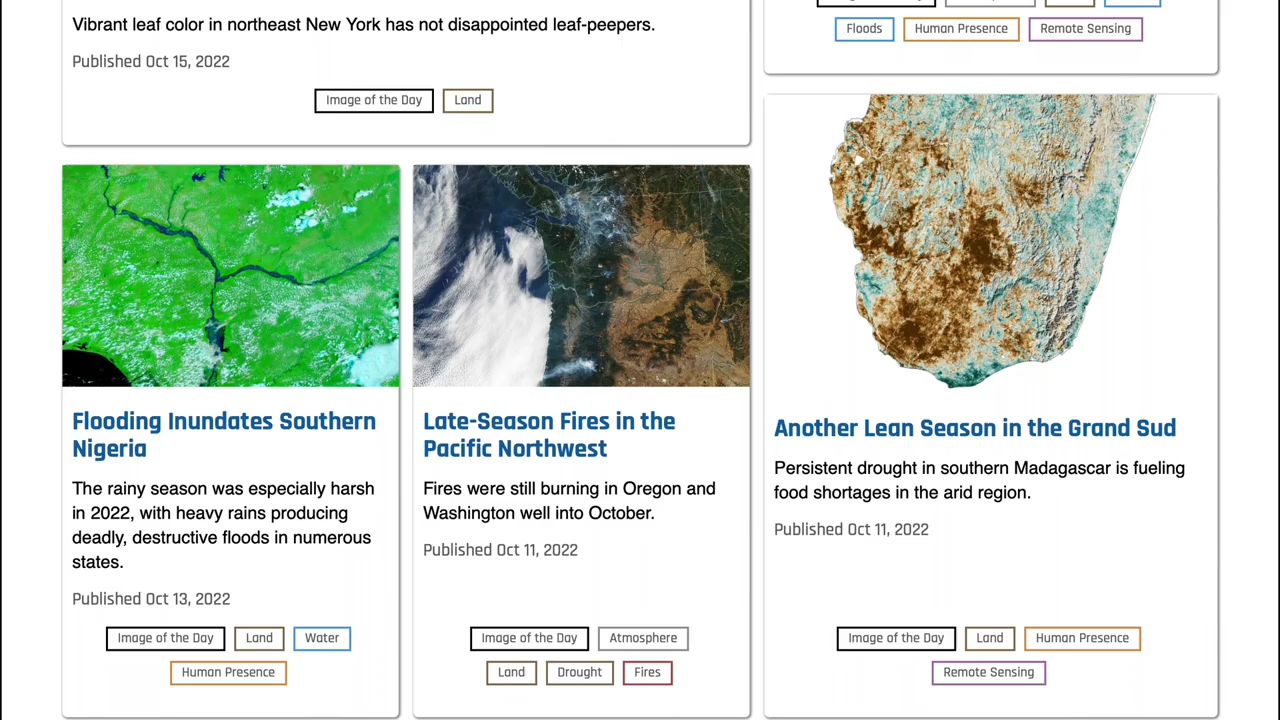 Vibrant leaf color in northeast New York has not disappointed leaf-peepers.
Published Oct 15, 2022
Image of the Day
Land
Floods
Human Presence
Remote Sensing
Flooding Inundates Southern
Nigeria
The rainy season was especially harsh
in 2022, with heavy rains producing
deadly, destructive floods in numerous
states.
Published Oct 13, 2022
Image of the Day
Land
Water
Human Presence
Late-Season Fires in the
Pacific Northwest
Fires were still burning in Oregon and
Washington well into October.
Published Oct 11, 2022
Image of the Day
Atmosphere
Land
Drought
Fires
Another Lean Season in the Grand Sud
Persistent drought in southern Madagascar is fueling
food shortages in the arid region.
Published Oct 11, 2022
Image of the Day
Land
Human Presence
Remote Sensing